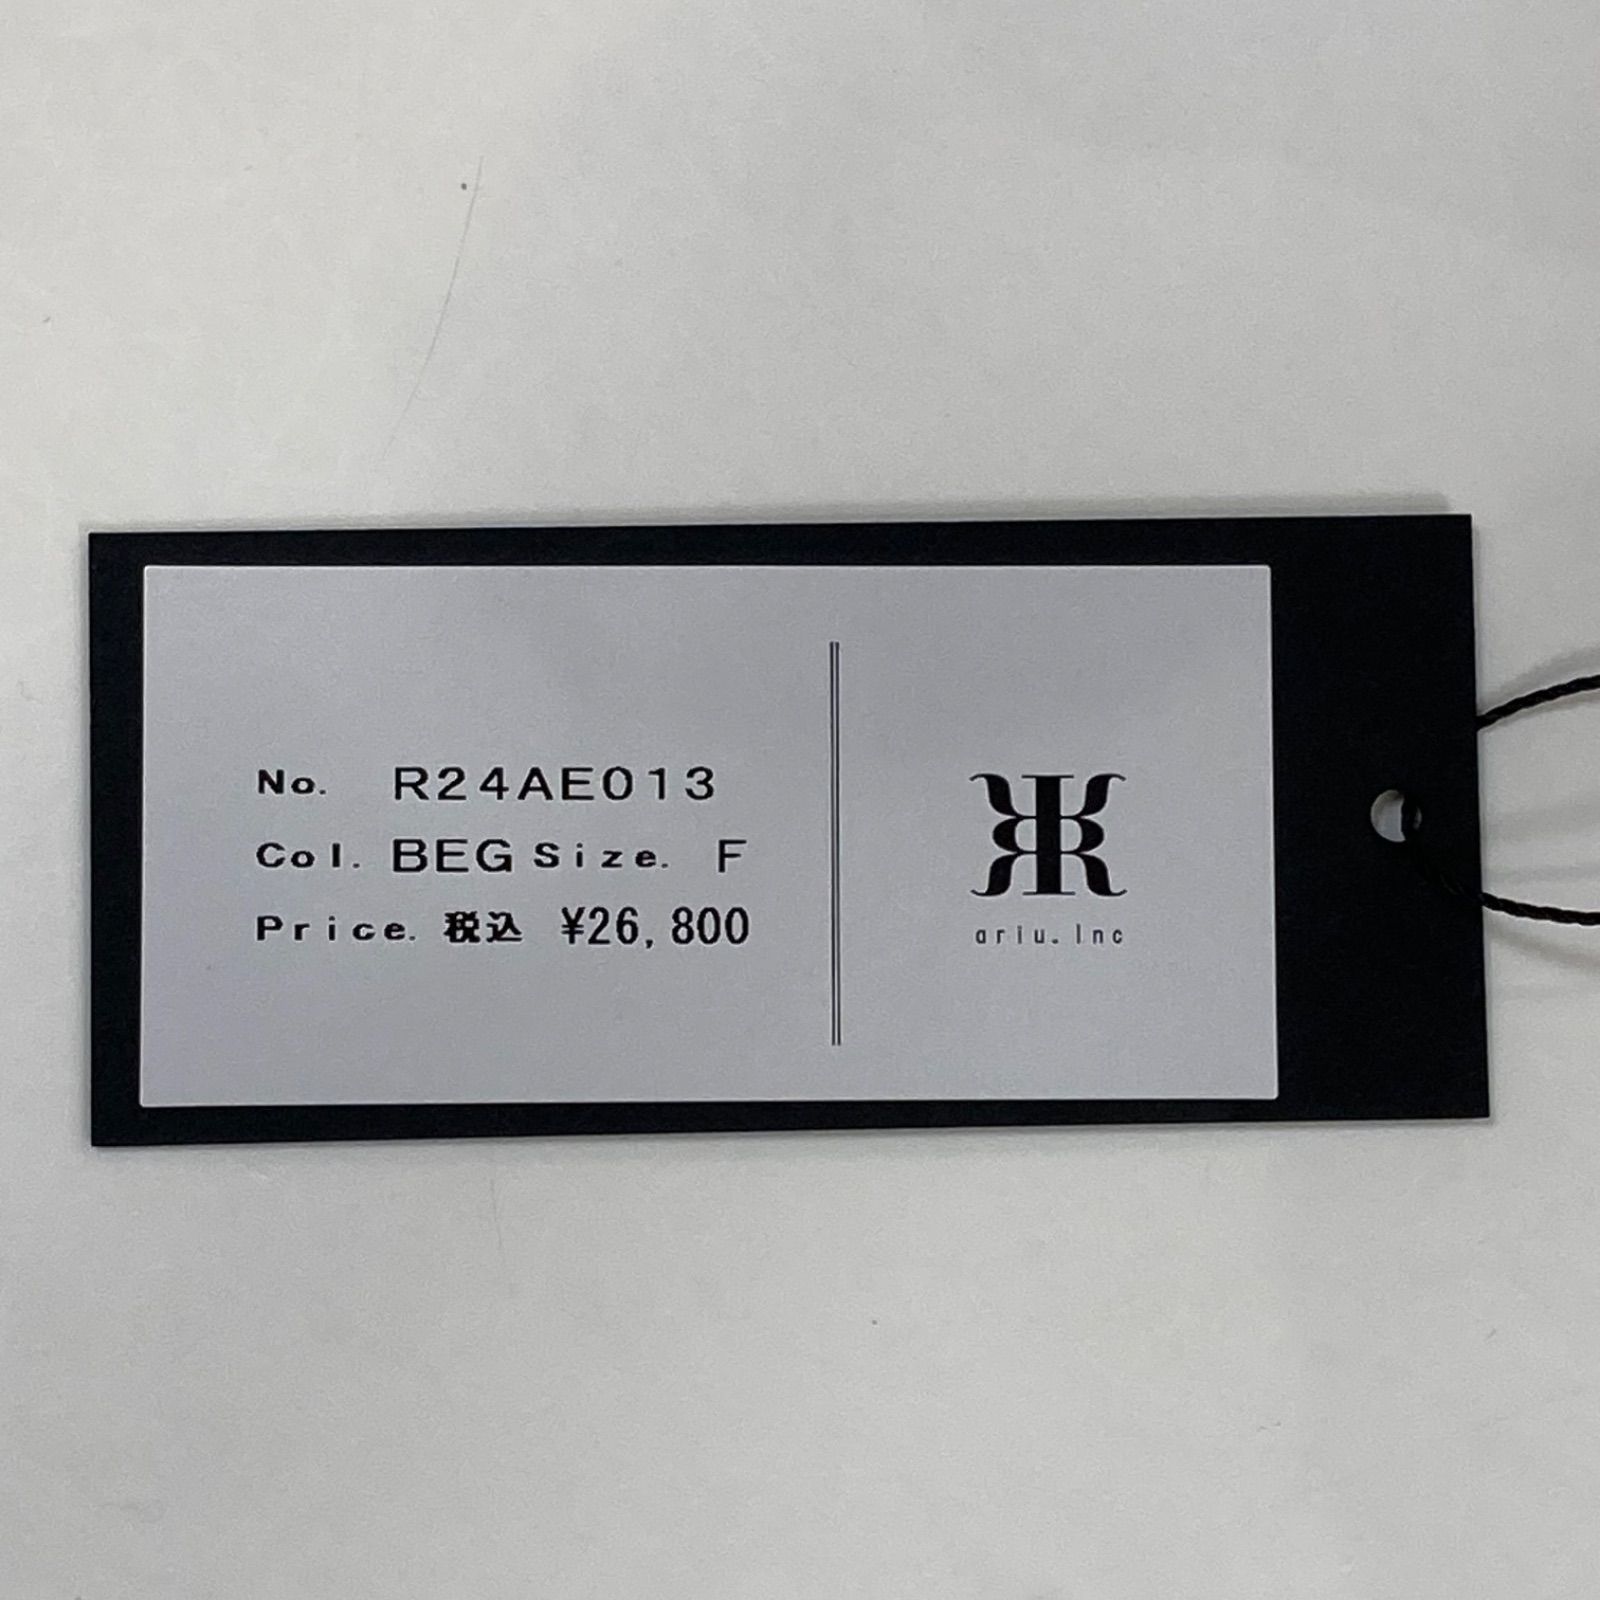 No. R24AE013
Col. BEG Size. F
Price. 税込 ¥26,800
ariu.Inc